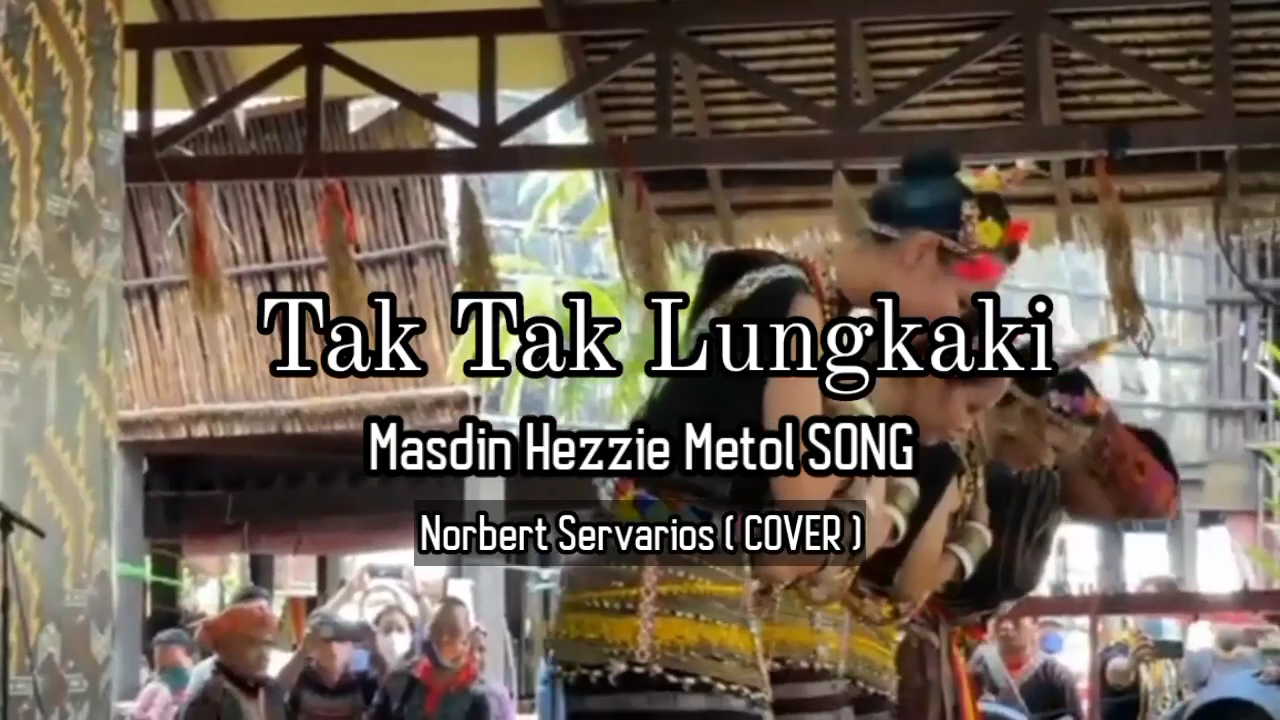 Tak Tak Lungkaki
Masdin Hezzie Metol SONG
Norbert Servarios ( COVER )